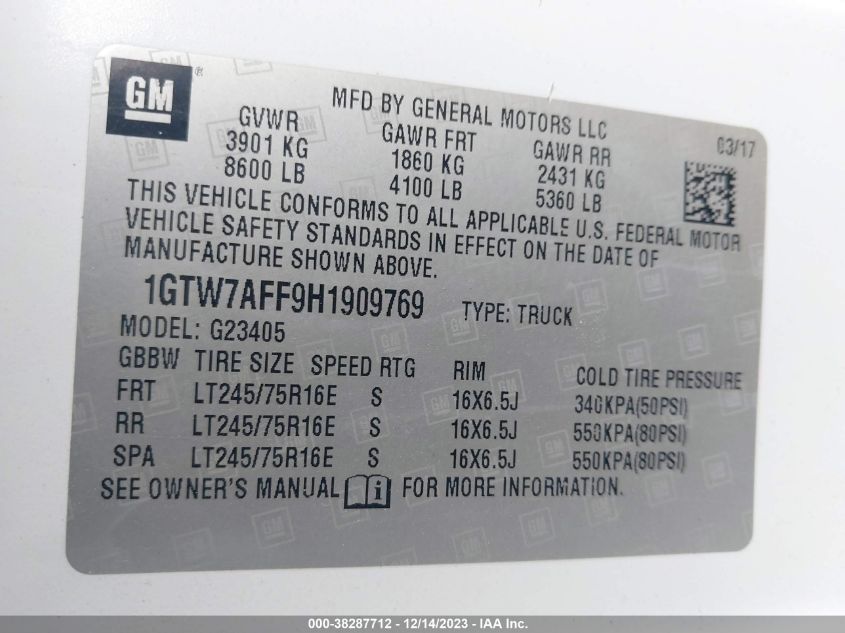 GM ®
MFD BY GENERAL MOTORS LLC
03/17
GVWR GAWR FRT GAWR RR
3901 KG 1860 KG 2431 KG
8600 LB 4100 LB 5360 LB
THIS VEHICLE CONFORMS TO ALL APPLICABLE U.S. FEDERAL MOTOR
VEHICLE SAFETY STANDARDS IN EFFECT ON THE DATE OF
MANUFACTURE SHOWN ABOVE.
1GTW7AFF9H1909769 TYPE: TRUCK
MODEL: G23405
GBBW TIRE SIZE SPEED RTG RIM COLD TIRE PRESSURE
FRT LT245/75R16E S 16X6.5J 340KPA(50PSI)
RR LT245/75R16E S 16X6.5J 550KPA(80PSI)
SPA LT245/75R16E S 16X6.5J 550KPA(80PSI)
SEE OWNER'S MANUAL i FOR MORE INFORMATION.
000-38287712 - 12/14/2023 - IAA Inc.